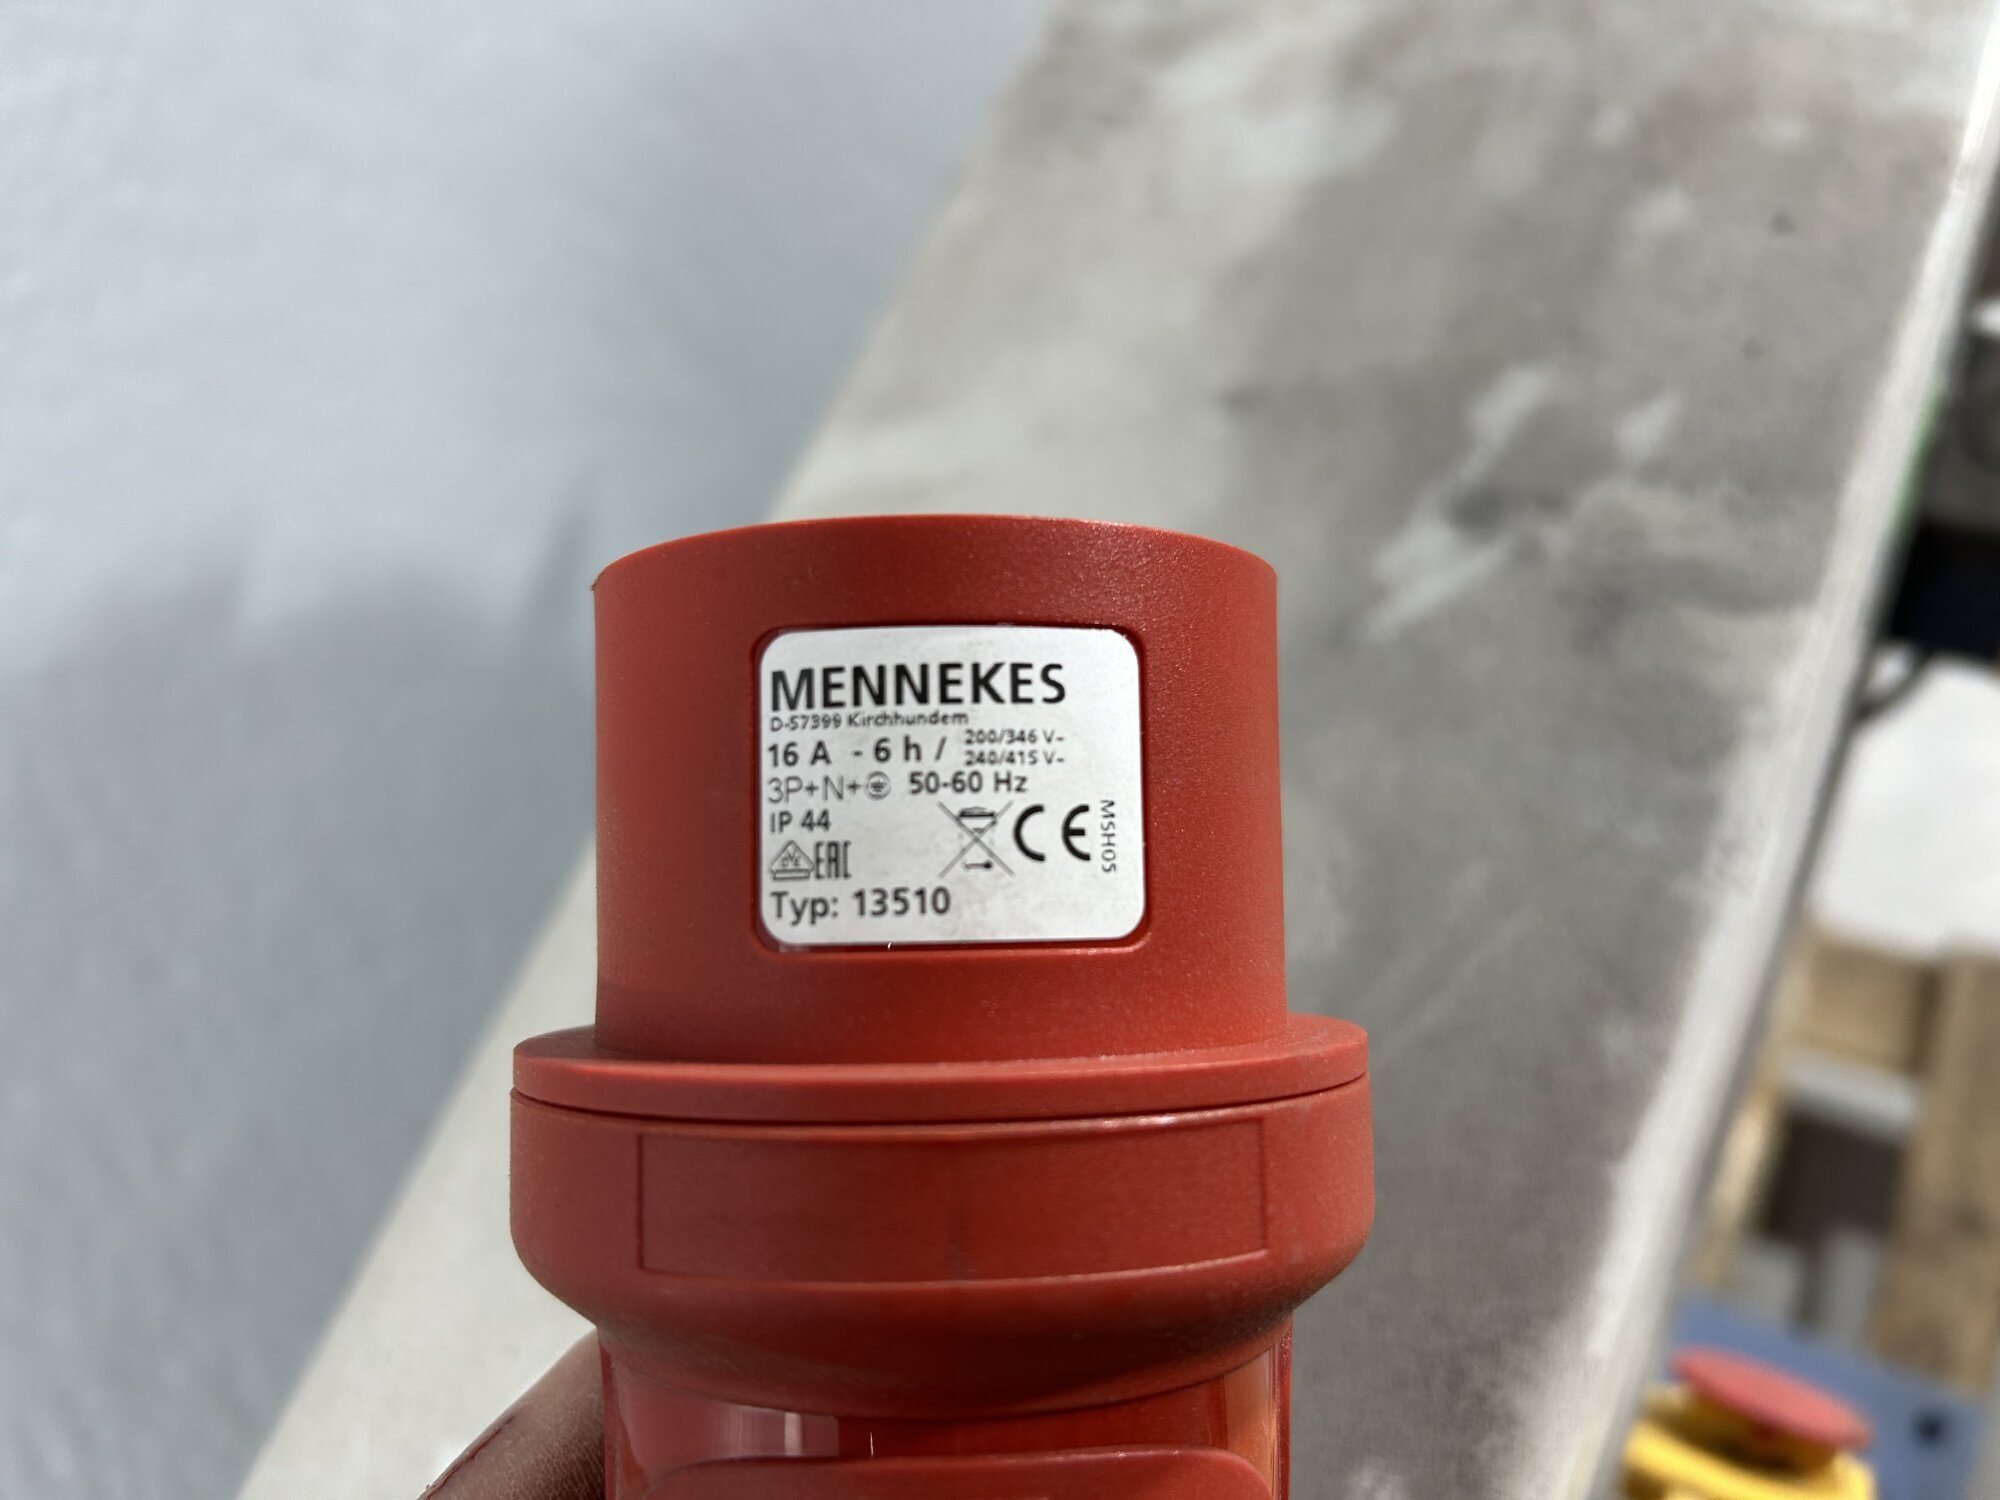 MENNEKES
D-57399 Kirchhundem
16 A - 6 h / 200/346 V~
240/415 V~
3P+N+ 50-60 Hz
IP 44
OVE EAC CE
MSH05
Typ: 13510